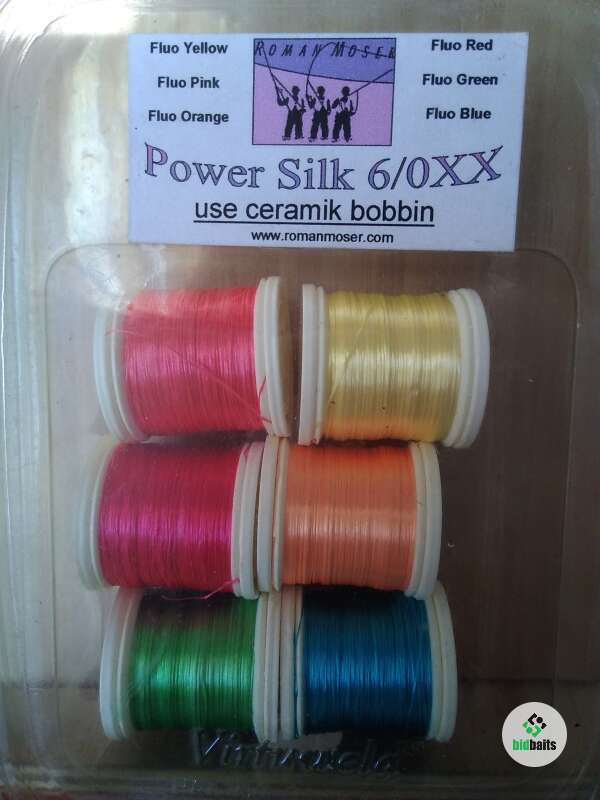 Fluo Yellow
Fluo Pink
Fluo Orange
ROMAN MOSER
Fluo Red
Fluo Green
Fluo Blue
Power Silk 6/0XX
use ceramik bobbin
www.romanmoser.com
bidbaits